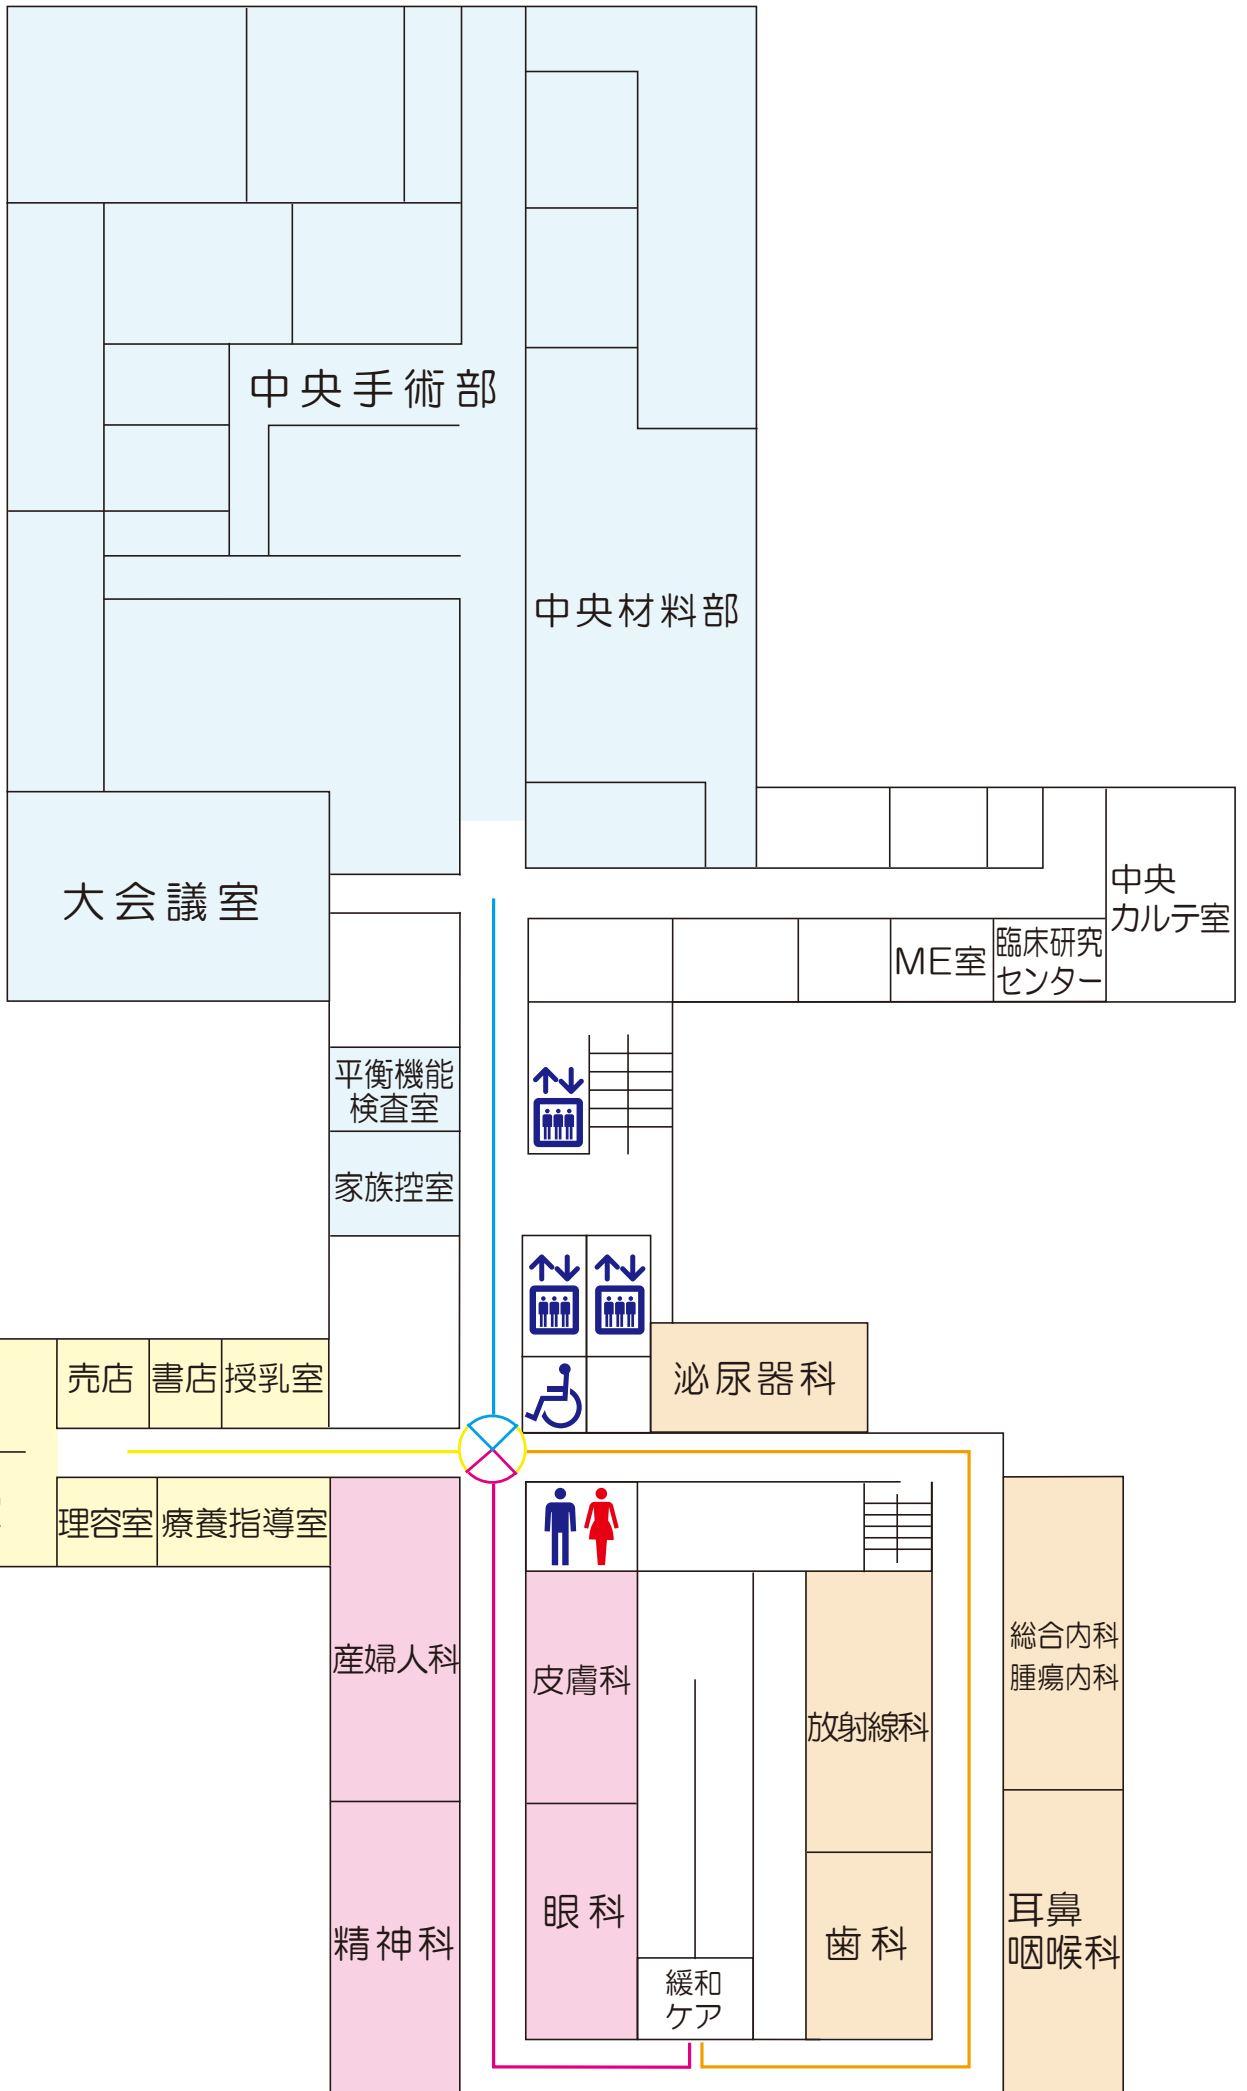 中央手術部
中央材料部
大会議室
中央
カルテ室
ME室
臨床研究
センター
平衡機能
検査室
家族控室
売店
書店
授乳室
泌尿器科
理容室
療養指導室
産婦人科
皮膚科
放射線科
総合内科
腫瘍内科
精神科
眼科
歯科
耳鼻
咽喉科
緩和
ケア